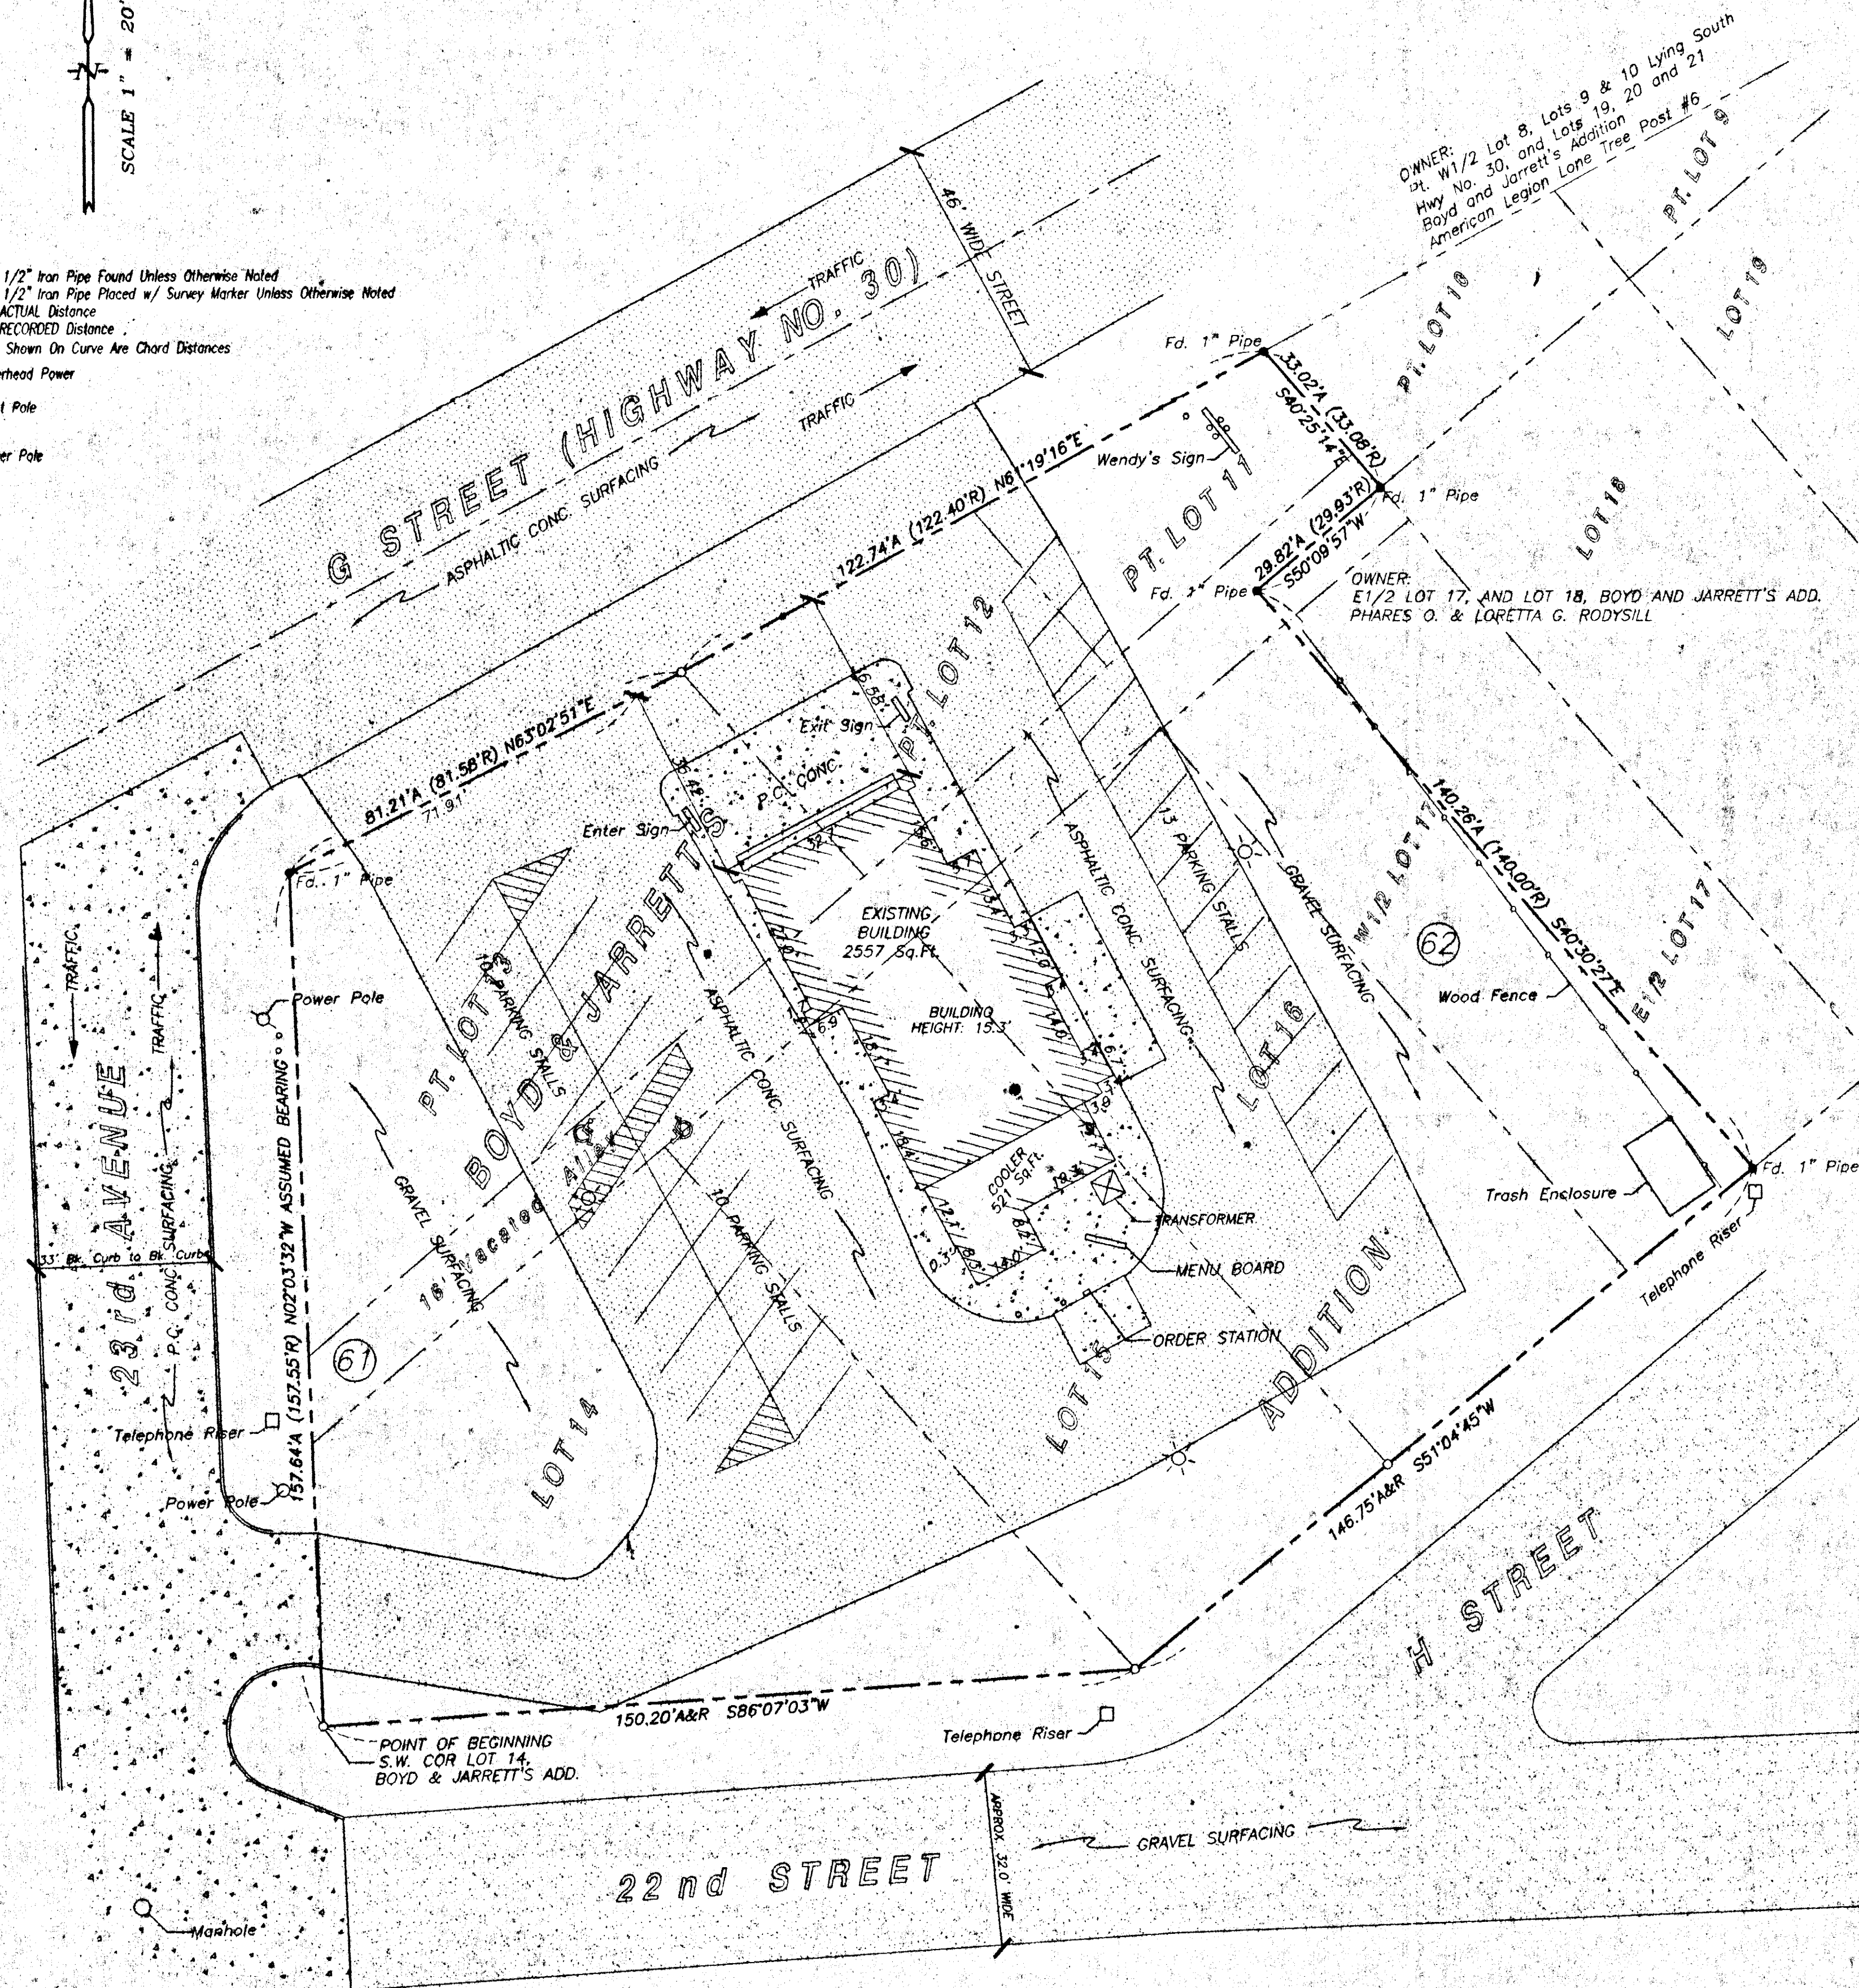 N
SCALE 1" = 20'
1/2" Iron Pipe Found Unless Otherwise Noted
1/2" Iron Pipe Placed w/ Survey Marker Unless Otherwise Noted
ACTUAL Distance
RECORDED Distance
Shown On Curve Are Chord Distances
Power
Pole
Pole
OWNER:
Pt. W1/2 Lot 8, Lots 9 & 10 Lying South
Hwy No. 30, and Lots 19, 20 and 21
Boyd and Jarrett's Addition
American Legion Lone Tree Post #6
PT. LOT 9
PT. LOT 10
LOT 19
LOT 18
46' WIDE STREET
TRAFFIC
G STREET (HIGHWAY NO. 30)
TRAFFIC
ASPHALTIC CONC. SURFACING
Fd. 1" Pipe
33.02'A (33.08'R)
S40°25'14"E
Wendy's Sign
PT. LOT 11
Fd. 1" Pipe
29.82'A (29.93'R)
S50°09'57"W
Fd. 1" Pipe
OWNER:
E1/2 LOT 17, AND LOT 18, BOYD AND JARRETT'S ADD.
PHARES O. & LORETTA G. RODYSILL
122.74'A (122.40'R) N61°19'16"E
81.21'A (81.58'R) N63°02'51"E
71.91'
PT. LOT 12
Exit Sign
P.C. CONC.
Enter Sign
Fd. 1" Pipe
EXISTING
BUILDING
2557 Sq.Ft.
BUILDING
HEIGHT: 15.3'
ASPHALTIC CONC. SURFACING
13 PARKING STALLS
GRAVEL SURFACING
W1/2 LOT 17
62
140.26'A (140.00'R) S40°30'27"E
E1/2 LOT 17
Wood Fence
LOT 16
TRAFFIC
TRAFFIC
Power Pole
23rd AVENUE
P.C. CONC. SURFACING
33' Bk. Curb to Bk. Curb
157.64'A (157.55'R) N02°03'32"W ASSUMED BEARING
PT. LOT 13
10 PARKING STALLS
BOYD & JARRETT'S
ASPHALTIC CONC. SURFACING
16' Vacated Alley
GRAVEL SURFACING
10 PARKING STALLS
61
COOLER
521 Sq.Ft.
18.4'
12.1'
TRANSFORMER
MENU BOARD
ORDER STATION
Trash Enclosure
Fd. 1" Pipe
Telephone Riser
Telephone Riser
Power Pole
LOT 14
LOT 15
ADDITION
146.75'A&R S51°04'45"W
H STREET
150.20'A&R S86°07'03"W
POINT OF BEGINNING
S.W. COR LOT 14,
BOYD & JARRETT'S ADD.
Telephone Riser
APPROX. 32.0' WIDE
GRAVEL SURFACING
22nd STREET
Manhole